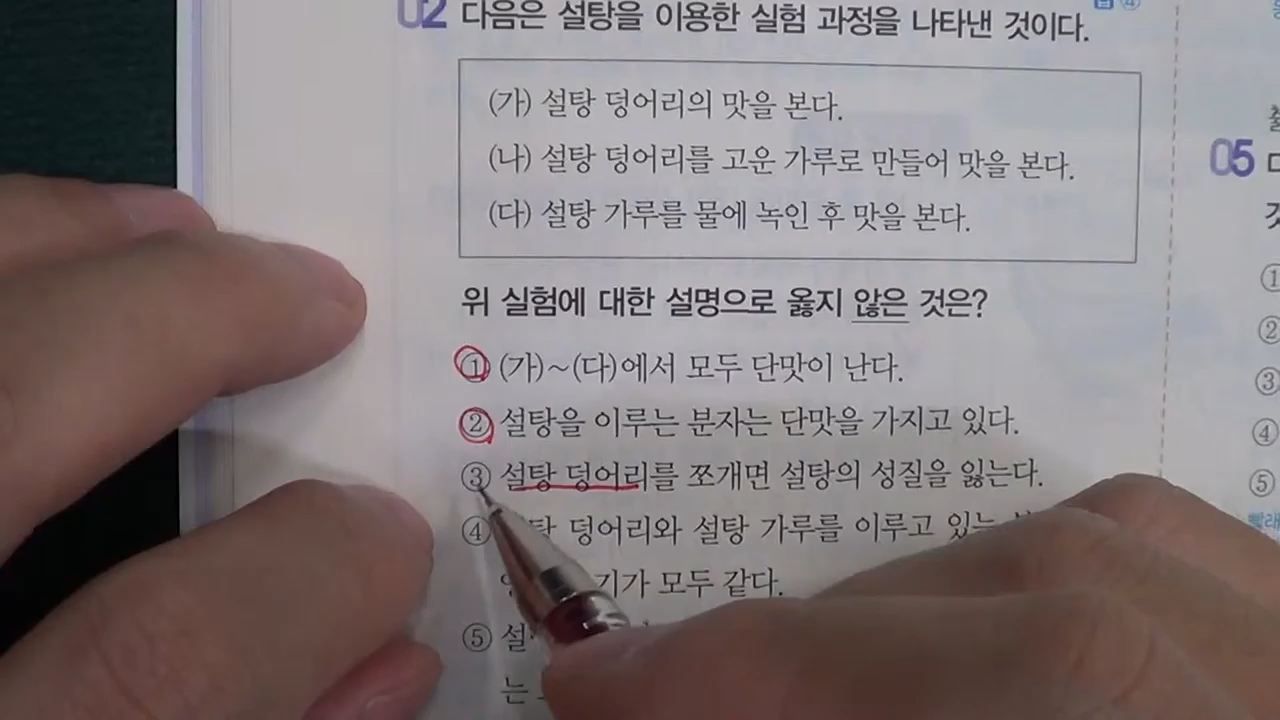 02 다음은 설탕을 이용한 실험 과정을 나타낸 것이다.
(가) 설탕 덩어리의 맛을 본다.
(나) 설탕 덩어리를 고운 가루로 만들어 맛을 본다.
(다) 설탕 가루를 물에 녹인 후 맛을 본다.
위 실험에 대한 설명으로 옳지 않은 것은?
① (가)~(다)에서 모두 단맛이 난다.
② 설탕을 이루는 분자는 단맛을 가지고 있다.
③ 설탕 덩어리를 쪼개면 설탕의 성질을 잃는다.
④ 덩어리와 설탕 가루를 이루고 있는
모두 같다.
⑤
는
05
①
②
③
④
⑤